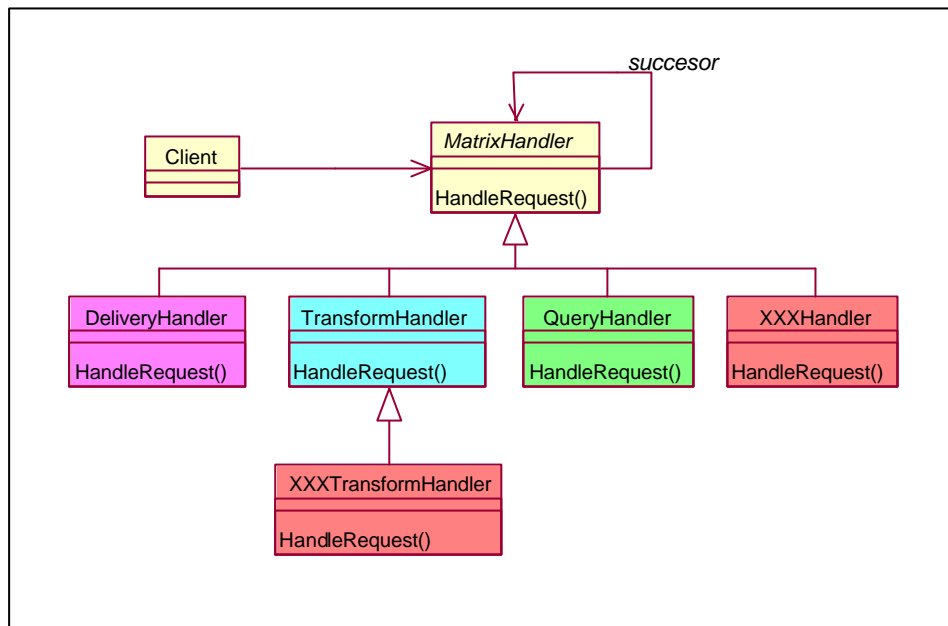 succesor
MatrixHandler
Client
HandleRequest()
DeliveryHandler
TransformHandler
QueryHandler
XXXHandler
HandleRequest()
HandleRequest()
HandleRequest()
HandleRequest()
XXXTransformHandler
HandleRequest()